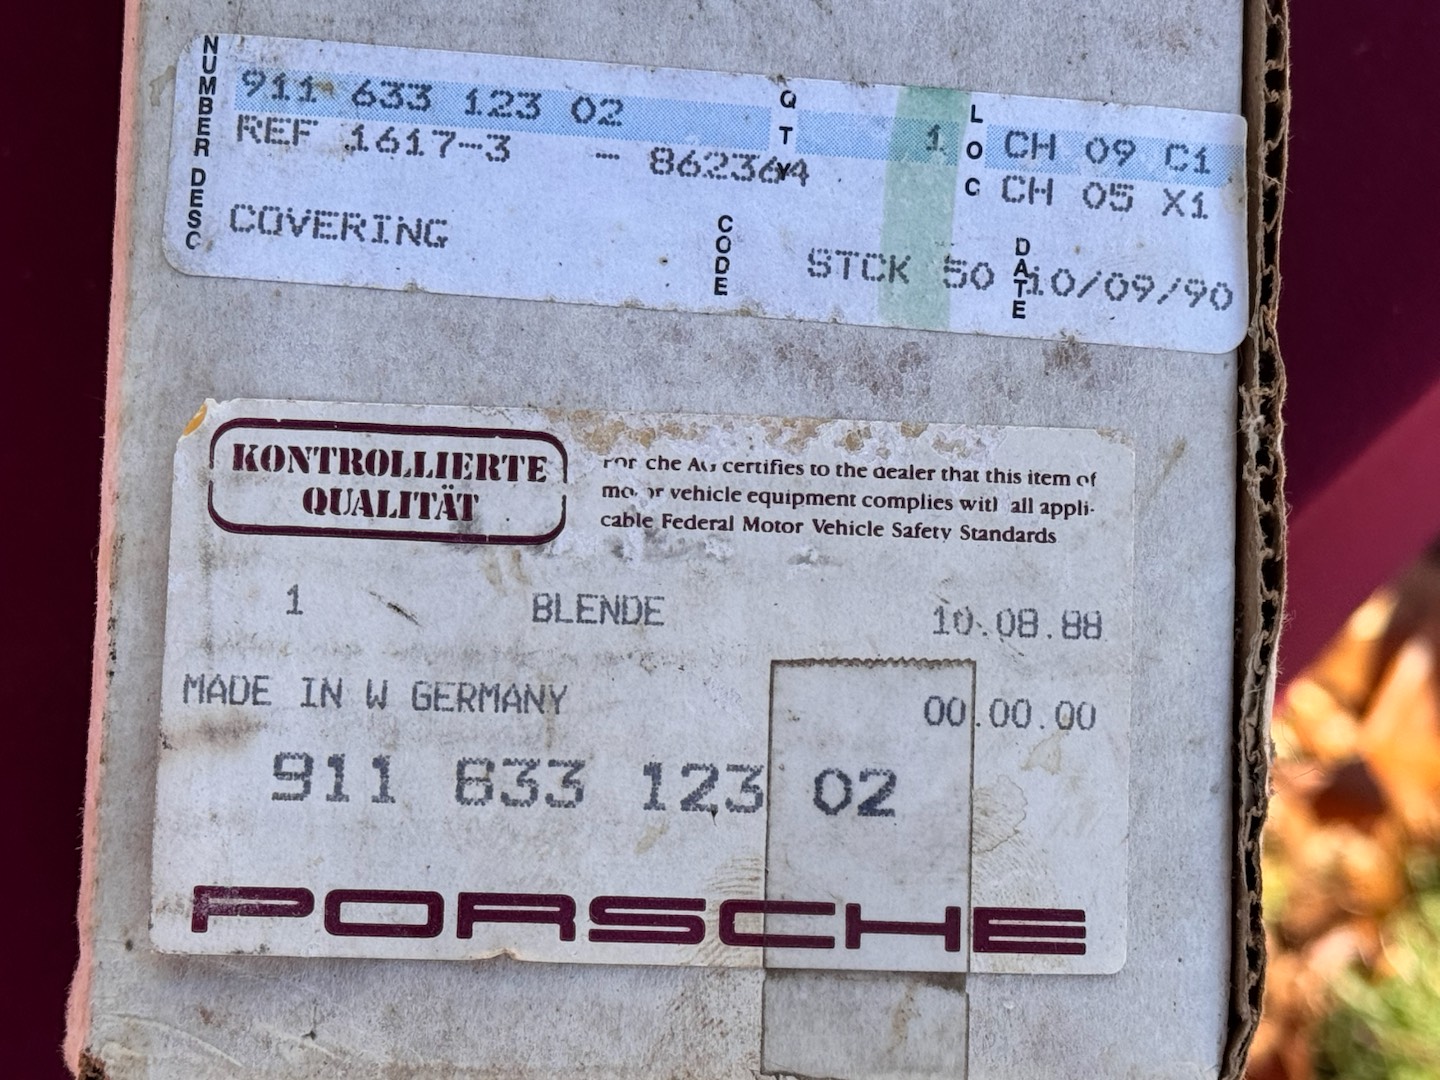 NUMBER DESC
911 633 123 02
QTY
1
LOC
CH 09 C1
REF 1617-3 - 862364
CH 05 X1
COVERING
CODE
STCK 50
DATE
10/09/90
KONTROLLIERTE
QUALITÄT
che AG certifies to the dealer that this item of
vehicle equipment complies with all appli-
cable Federal Motor Vehicle Safety Standards
1 BLENDE 10.08.88
MADE IN W GERMANY 00.00.00
911 633 123 02
PORSCHE